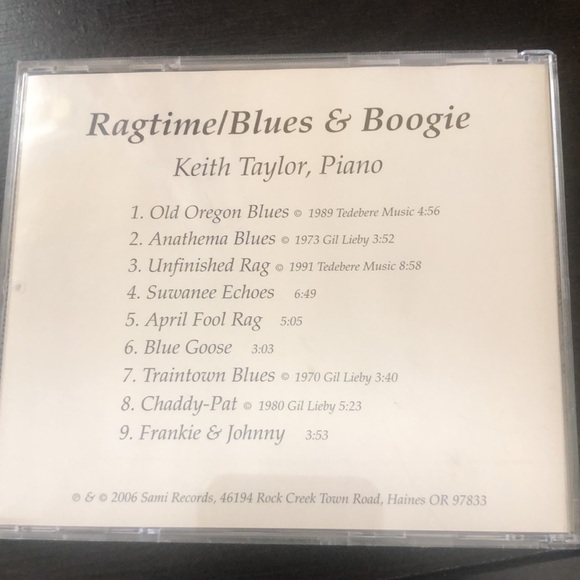 Ragtime/Blues & Boogie
Keith Taylor, Piano
1. Old Oregon Blues © 1989 Tedebere Music 4:56
2. Anathema Blues © 1973 Gil Lieby 3:52
3. Unfinished Rag © 1991 Tedebere Music 8:58
4. Suwanee Echoes 6:49
5. April Fool Rag 5:05
6. Blue Goose 3:03
7. Traintown Blues © 1970 Gil Lieby 3:40
8. Chaddy-Pat © 1980 Gil Lieby 5:23
9. Frankie & Johnny 3:53
℗ & © 2006 Sami Records, 46194 Rock Creek Town Road, Haines OR 97833